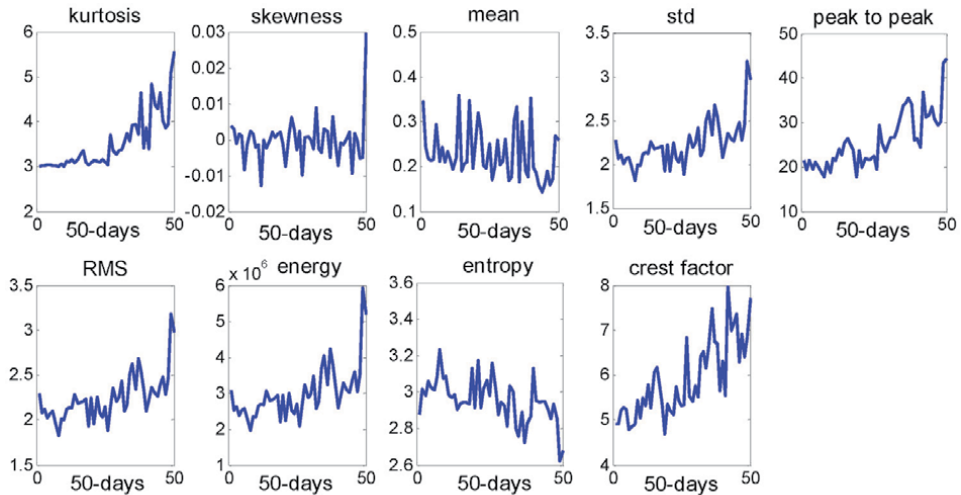 kurtosis skewness mean std peak to peak
6 0.03 0.5 3.5 50
5 0.02 0.4 3 40
4 0.01 0.3 2.5 30
3 0 0.2 2 20
2 -0.01 0.1 1.5 10
-0.02
0 50 0 50 0 50 0 50 0 50
50-days 50-days 50-days 50-days 50-days
RMS x 10⁶ energy entropy crest factor
3.5 6 3.6 8
3 5 3.4 7
2.5 4 3.2 6
2 3 3.0 5
1.5 2 2.8 4
1 2.6
0 50 0 50 0 50 0 50
50-days 50-days 50-days 50-days